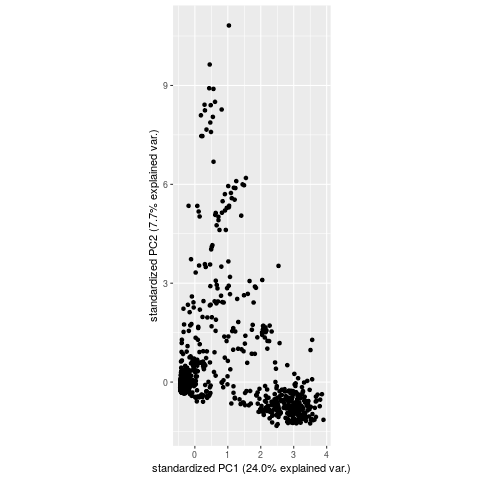 standardized PC2 (7.7% explained var.)
9
6
3
0
0 1 2 3 4
standardized PC1 (24.0% explained var.)